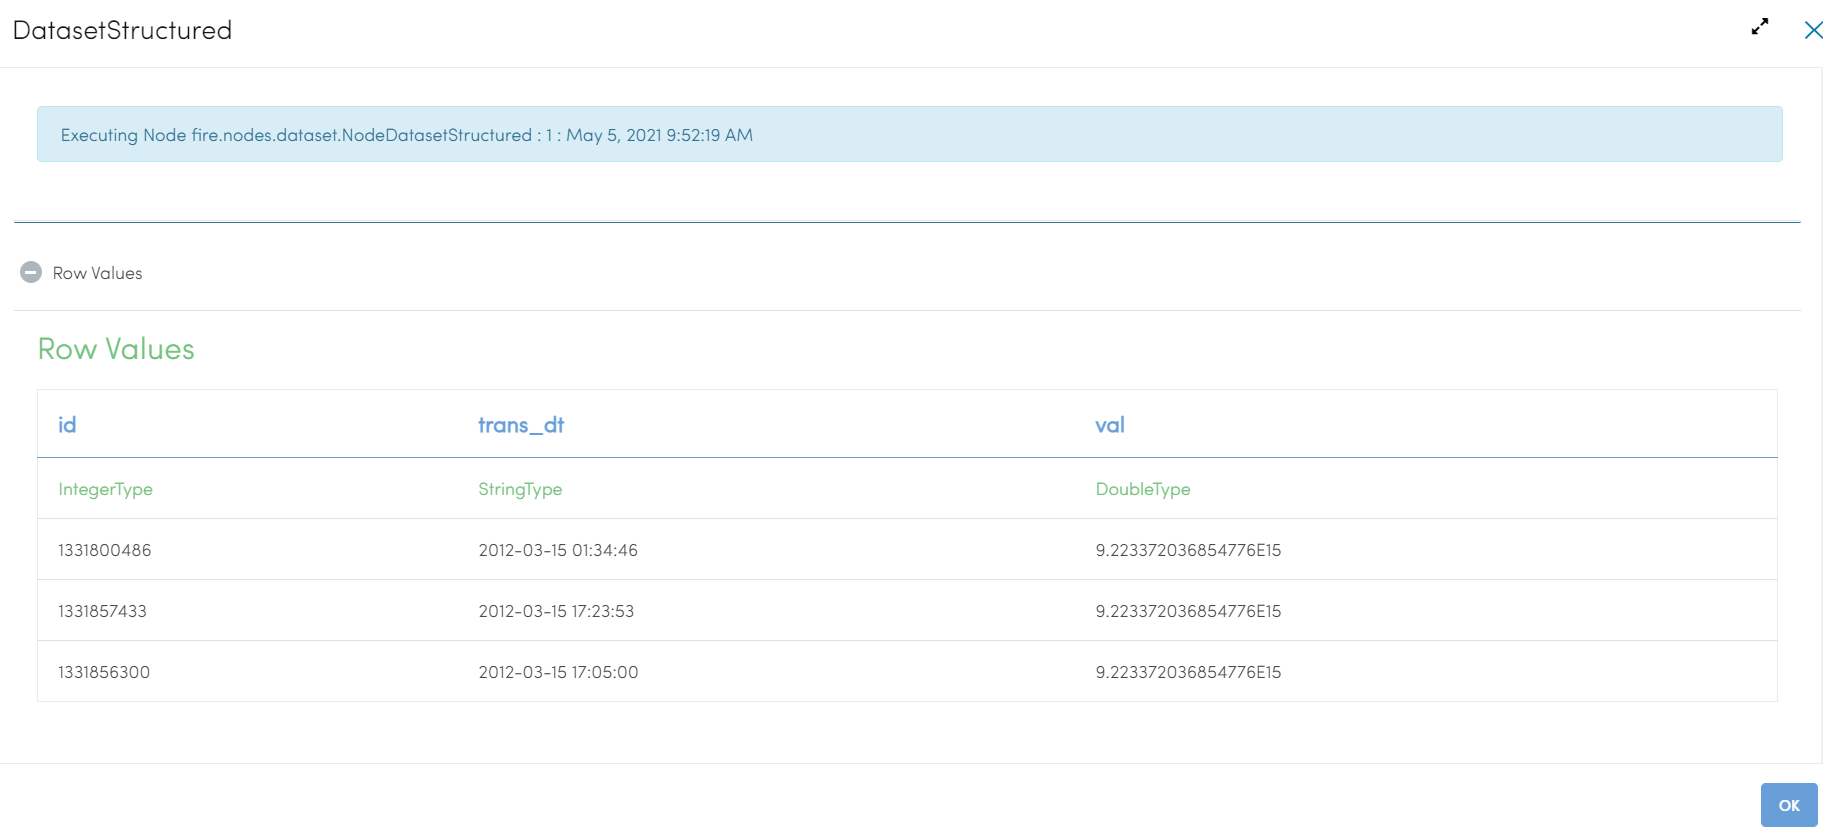 DatasetStructured
Executing Node fire.nodes.dataset.NodeDatasetStructured : 1 : May 5, 2021 9:52:19 AM
Row Values
Row Values
id trans_dt val
IntegerType StringType DoubleType
1331800486 2012-03-15 01:34:46 9.223372036854776E15
1331857433 2012-03-15 17:23:53 9.223372036854776E15
1331856300 2012-03-15 17:05:00 9.223372036854776E15
OK